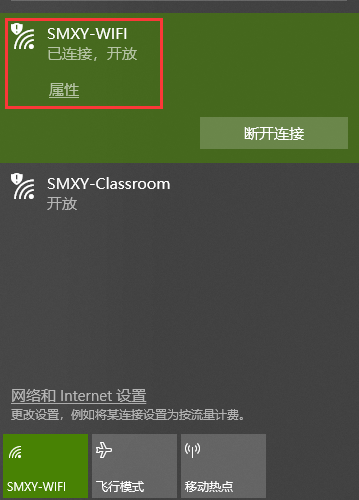 SMXY-WIFI
已连接，开放
属性
断开连接
SMXY-Classroom
开放
网络和 Internet 设置
更改设置，例如将某连接设置为按流量计费。
SMXY-WIFI
飞行模式
移动热点